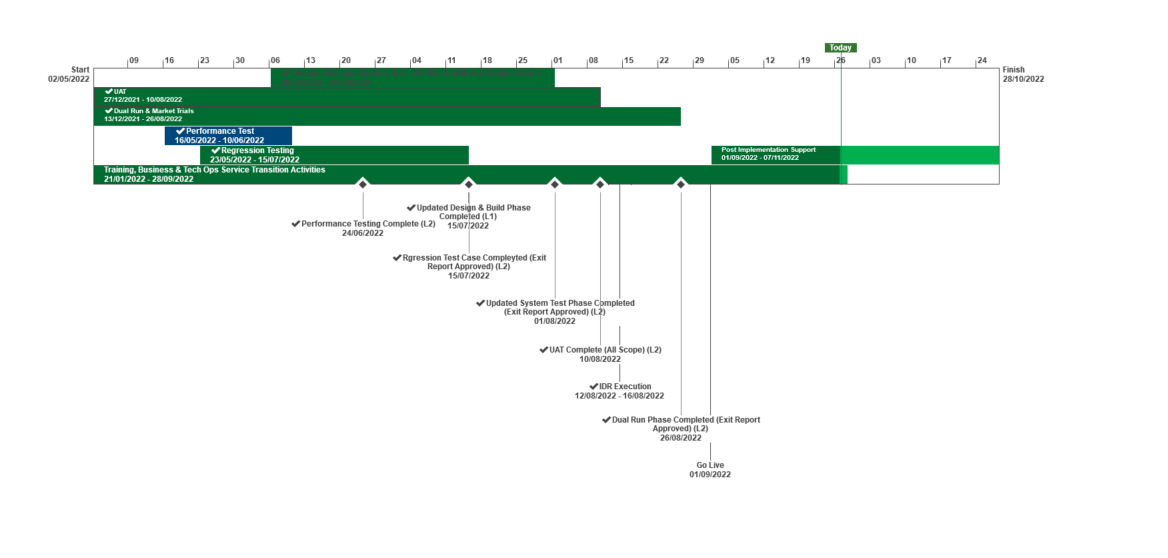 Today
09 16 23 30 06 13 20 27 04 11 18 25 01 08 15 22 29 05 12 19 26 03 10 17 24
Start
02/05/2022
Finish
28/10/2022
UAT
27/12/2021 - 10/08/2022
Dual Run & Market Trials
13/12/2021 - 26/08/2022
Performance Test
16/05/2022 - 10/06/2022
Regression Testing
23/05/2022 - 15/07/2022
Post Implementation Support
01/09/2022 - 07/11/2022
Training, Business & Tech Ops Service Transition Activities
21/01/2022 - 28/09/2022
Updated Design & Build Phase
Completed (L1)
15/07/2022
Performance Testing Complete (L2)
24/06/2022
Rgression Test Case Compleyted (Exit
Report Approved) (L2)
15/07/2022
Updated System Test Phase Completed
(Exit Report Approved) (L2)
01/08/2022
UAT Complete (All Scope) (L2)
10/08/2022
IDR Execution
12/08/2022 - 16/08/2022
Dual Run Phase Completed (Exit Report
Approved) (L2)
26/08/2022
Go Live
01/09/2022